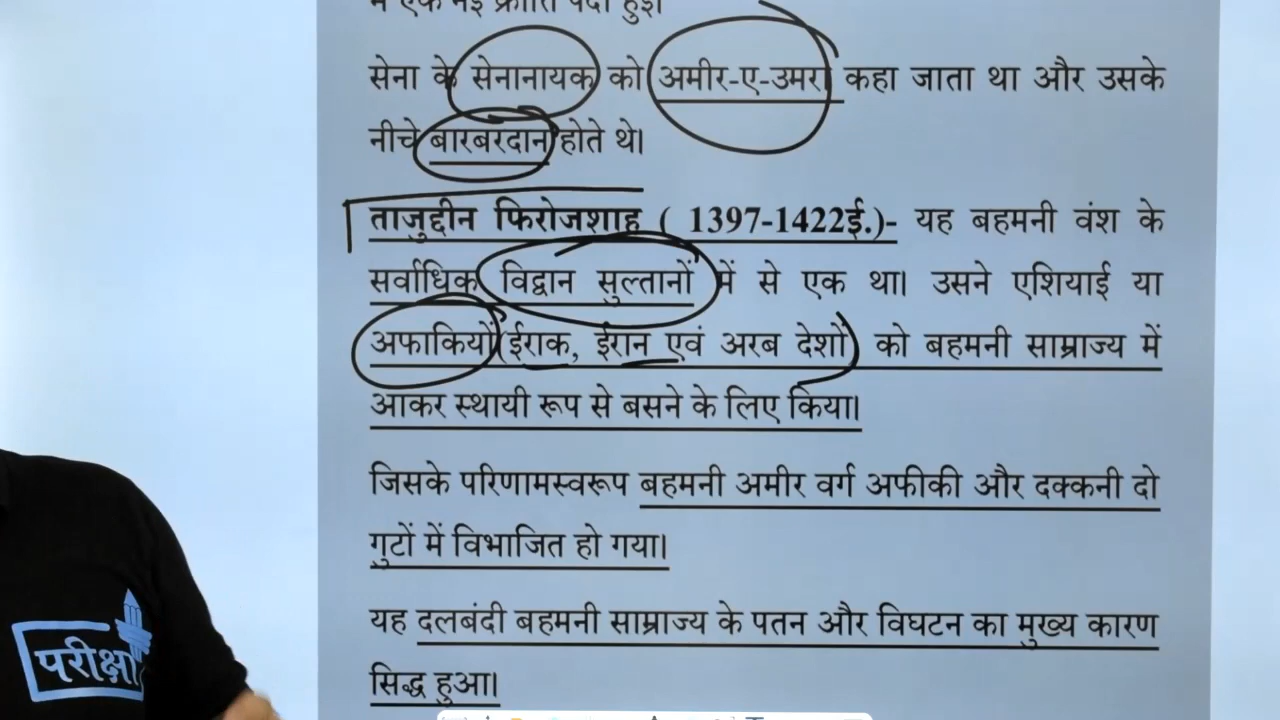 में एक नई क्रांति पैदा हुई।
सेना के सेनानायक को अमीर-ए-उमरा कहा जाता था और उसके
नीचे बारबरदान होते थे।
ताजुद्दीन फिरोजशाह ( 1397-1422ई.)- यह बहमनी वंश के
सर्वाधिक विद्वान सुल्तानों में से एक था। उसने एशियाई या
अफाकियों(ईराक, ईरान एवं अरब देशों) को बहमनी साम्राज्य में
आकर स्थायी रूप से बसने के लिए किया।
जिसके परिणामस्वरूप बहमनी अमीर वर्ग अफीकी और दक्कनी दो
गुटों में विभाजित हो गया।
यह दलबंदी बहमनी साम्राज्य के पतन और विघटन का मुख्य कारण
सिद्ध हुआ।
परीक्षा